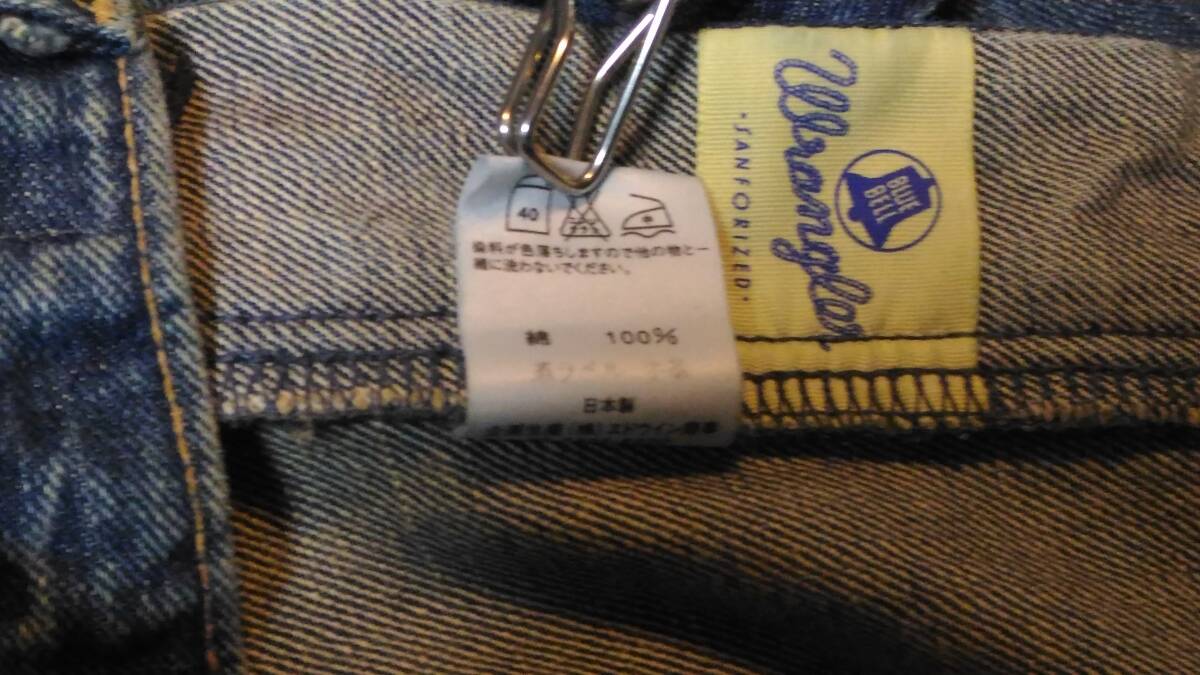 40
染料が色落ちしますので他の物と一
緒に洗わないでください。
綿 100%
日本製
Wrangler
BLUE
BELL
•SANFORIZED•